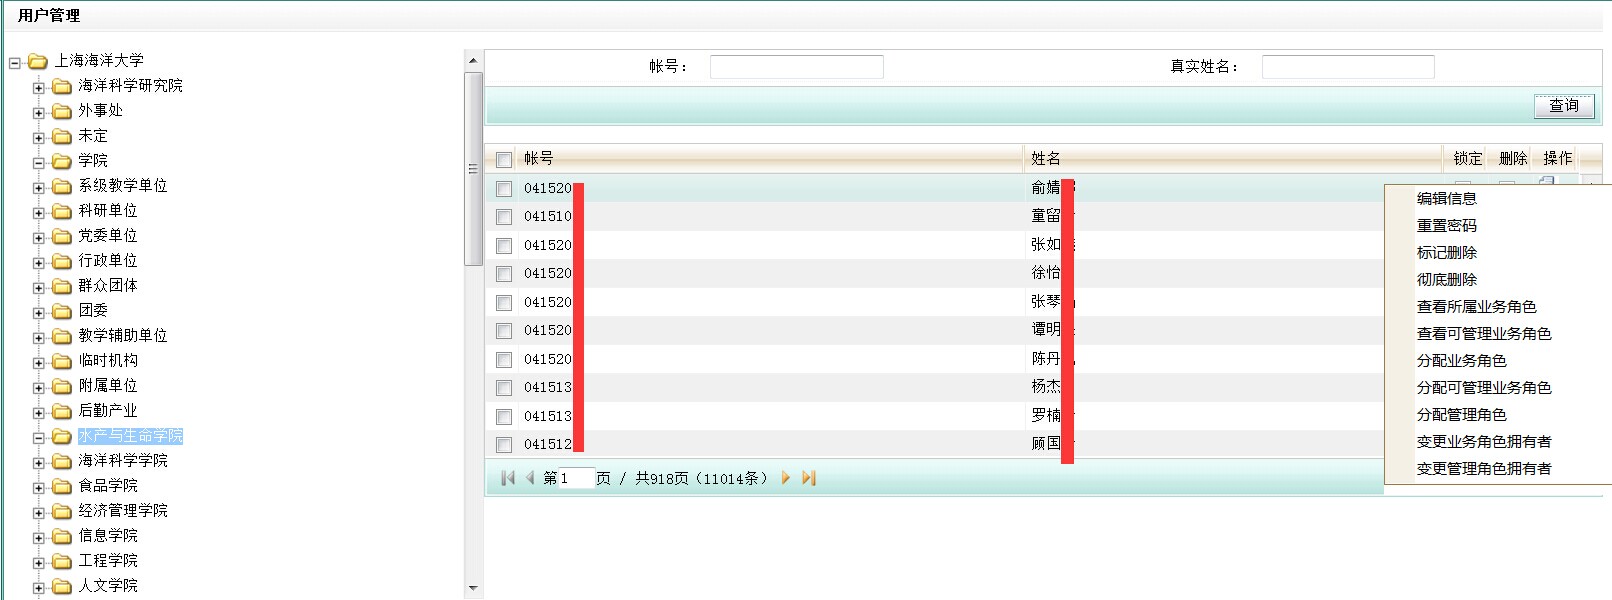 用户管理
上海海洋大学
海洋科学研究院
外事处
未定
学院
系级教学单位
科研单位
党委单位
行政单位
群众团体
团委
教学辅助单位
临时机构
附属单位
后勤产业
水产与生命学院
海洋科学学院
食品学院
经济管理学院
信息学院
工程学院
人文学院
帐号： 真实姓名：
查询
帐号 姓名 锁定 删除 操作
041520 俞婧
041510 童留
041520 张如
041520 徐怡
041520 张琴
041520 谭明
041520 陈丹
041513 杨杰
041513 罗楠
041512 顾国
第1页 / 共918页（11014条）
编辑信息
重置密码
标记删除
彻底删除
查看所属业务角色
查看可管理业务角色
分配业务角色
分配可管理业务角色
分配管理角色
变更业务角色拥有者
变更管理角色拥有者